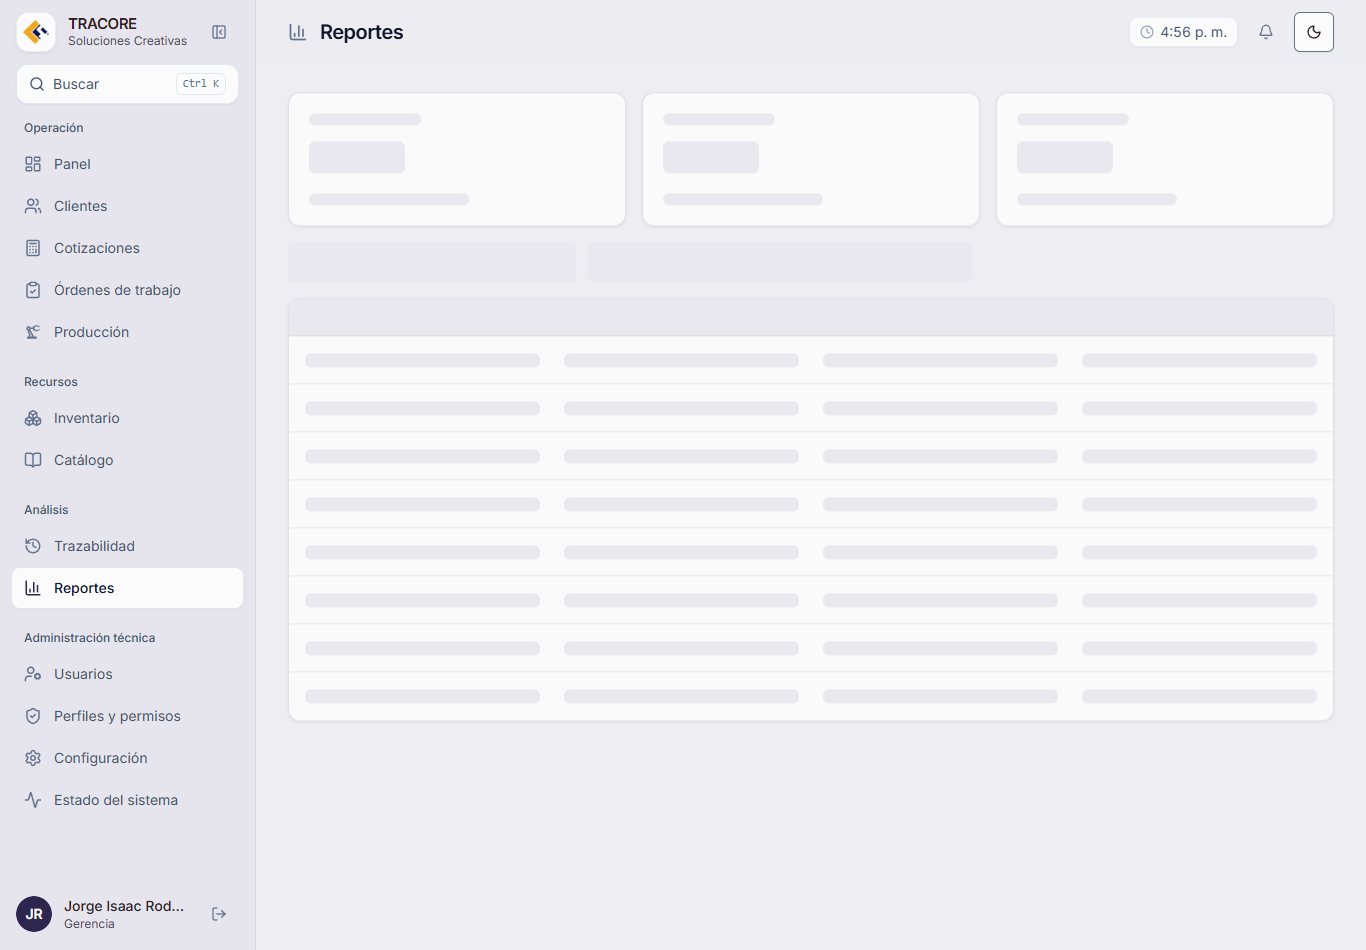 TRACORE
Soluciones Creativas
Buscar
Ctrl K
Operación
Panel
Clientes
Cotizaciones
Órdenes de trabajo
Producción
Recursos
Inventario
Catálogo
Análisis
Trazabilidad
Reportes
Administración técnica
Usuarios
Perfiles y permisos
Configuración
Estado del sistema
JR
Jorge Isaac Rod...
Gerencia
Reportes
4:56 p. m.